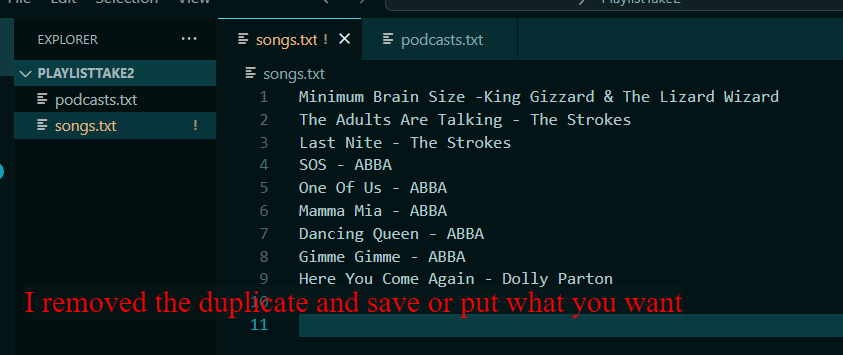 File Edit Selection View
PlaylistTake2
EXPLORER ...
songs.txt ! ×
podcasts.txt
PLAYLISTTAKE2
podcasts.txt
songs.txt !
songs.txt
1 Minimum Brain Size -King Gizzard & The Lizard Wizard
2 The Adults Are Talking - The Strokes
3 Last Nite - The Strokes
4 SOS - ABBA
5 One Of Us - ABBA
6 Mamma Mia - ABBA
7 Dancing Queen - ABBA
8 Gimme Gimme - ABBA
9 Here You Come Again - Dolly Parton
10
I removed the duplicate and save or put what you want
11